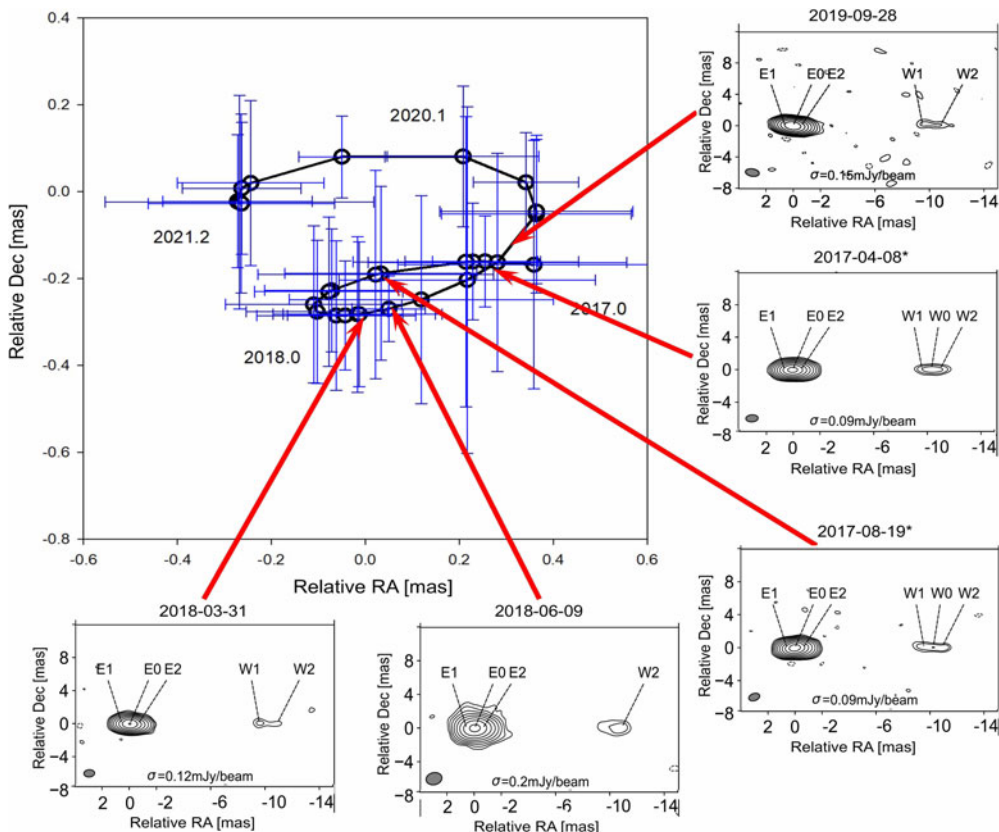 0.4
0.2
0.0
-0.2
-0.4
-0.6
-0.8
-0.6
-0.4
-0.2
0.0
0.2
0.4
0.6
Relative Dec [mas]
Relative RA [mas]
2020.1
2021.2
2017.0
2018.0
2019-09-28
8
4
0
-4
-8
Relative Dec [mas]
E1 E0 E2 W1 W2
σ=0.15mJy/beam
2 0 -2 -6 -10 -14
Relative RA [mas]
2017-04-08*
8
4
0
-4
-8
Relative Dec [mas]
E1 E0 E2 W1 W0 W2
σ=0.09mJy/beam
2 0 -2 -6 -10 -14
Relative RA [mas]
2017-08-19*
8
4
0
-4
-8
Relative Dec [mas]
E1 E0 E2 W1 W0 W2
σ=0.09mJy/beam
2 0 -2 -6 -10 -14
Relative RA [mas]
2018-03-31
8
4
0
-4
-8
Relative Dec [mas]
E1 E0 E2 W1 W2
σ=0.12mJy/beam
2 0 -2 -6 -10 -14
Relative RA [mas]
2018-06-09
8
4
0
-4
-8
Relative Dec [mas]
E1 E0 E2 W2
σ=0.2mJy/beam
2 0 -2 -6 -10 -14
Relative RA [mas]